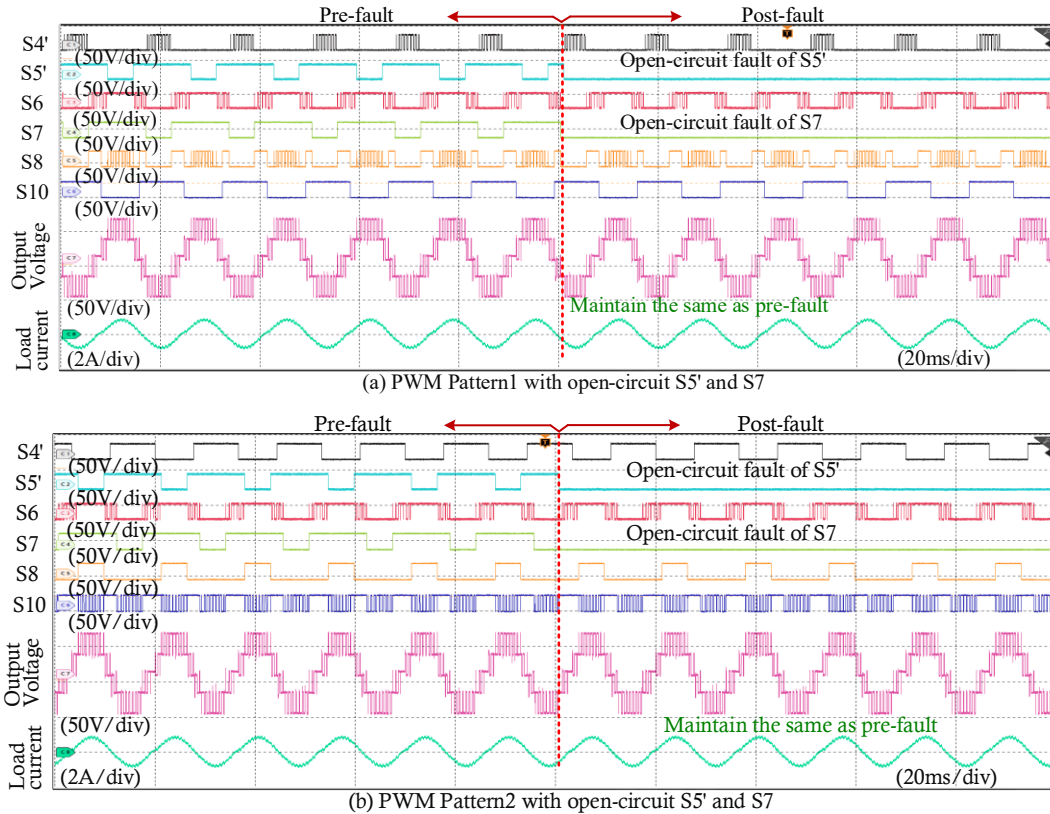 Pre-fault Post-fault
S4'
(50V/div)
Open-circuit fault of S5'
S5'
(50V/div)
S6
(50V/div)
Open-circuit fault of S7
S7
(50V/div)
S8
(50V/div)
S10
(50V/div)
Output
Voltage
(50V/div)
Maintain the same as pre-fault
Load
current
(2A/div)
(20ms/div)
(a) PWM Pattern1 with open-circuit S5' and S7
Pre-fault Post-fault
S4'
(50V/div)
Open-circuit fault of S5'
S5'
(50V/div)
S6
(50V/div)
Open-circuit fault of S7
S7
(50V/div)
S8
(50V/div)
S10
(50V/div)
Output
Voltage
(50V/div)
Maintain the same as pre-fault
Load
current
(2A/div)
(20ms/div)
(b) PWM Pattern2 with open-circuit S5' and S7